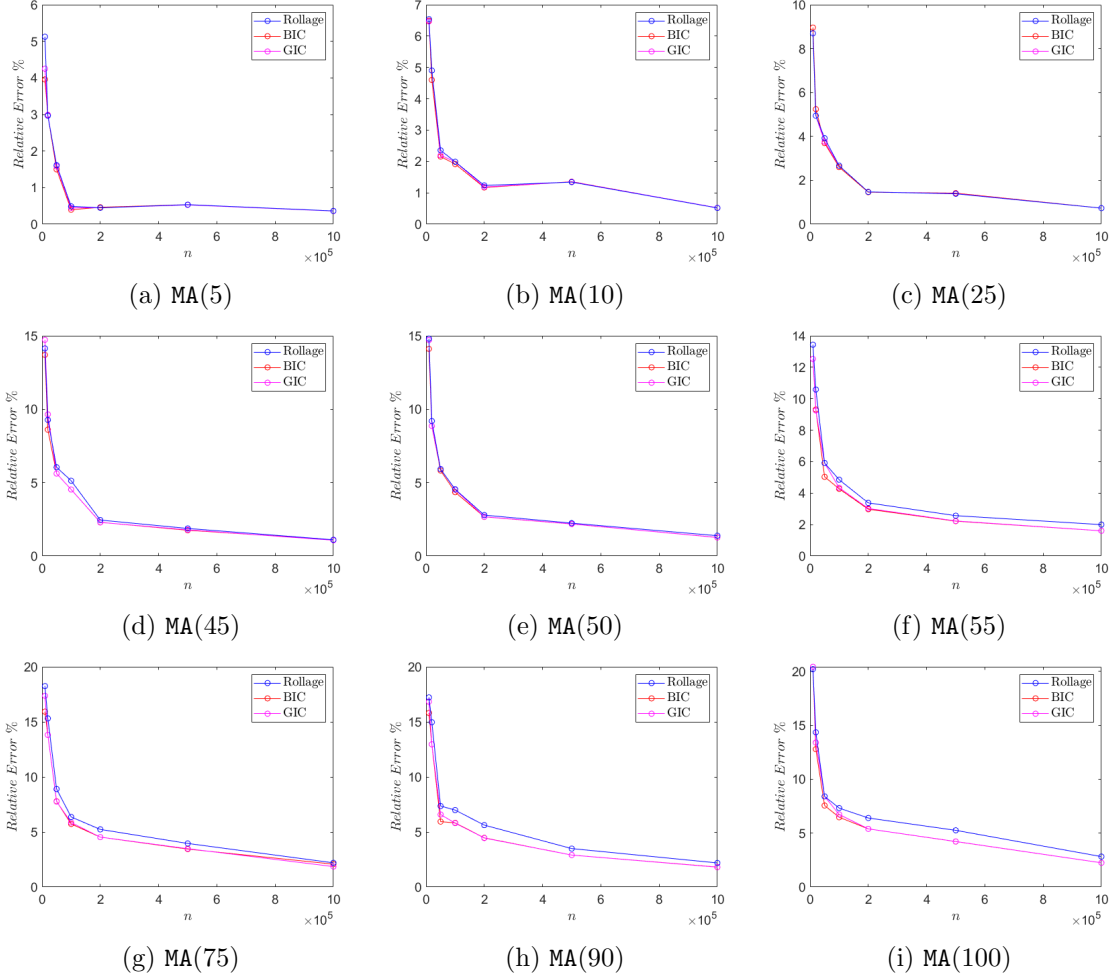 6
5
4
3
2
1
0
Relative Error %
Rollage
BIC
GIC
0 2 4 6 8 10
n
×10^5
(a) MA(5)
7
6
5
4
3
2
1
0
Relative Error %
Rollage
BIC
GIC
0 2 4 6 8 10
n
×10^5
(b) MA(10)
10
8
6
4
2
0
Relative Error %
Rollage
BIC
GIC
0 2 4 6 8 10
n
×10^5
(c) MA(25)
15
10
5
0
Relative Error %
Rollage
BIC
GIC
0 2 4 6 8 10
n
×10^5
(d) MA(45)
15
10
5
0
Relative Error %
Rollage
BIC
GIC
0 2 4 6 8 10
n
×10^5
(e) MA(50)
14
12
10
8
6
4
2
0
Relative Error %
Rollage
BIC
GIC
0 2 4 6 8 10
n
×10^5
(f) MA(55)
20
15
10
5
0
Relative Error %
Rollage
BIC
GIC
0 2 4 6 8 10
n
×10^5
(g) MA(75)
20
15
10
5
0
Relative Error %
Rollage
BIC
GIC
0 2 4 6 8 10
n
×10^5
(h) MA(90)
20
15
10
5
0
Relative Error %
Rollage
BIC
GIC
0 2 4 6 8 10
n
×10^5
(i) MA(100)